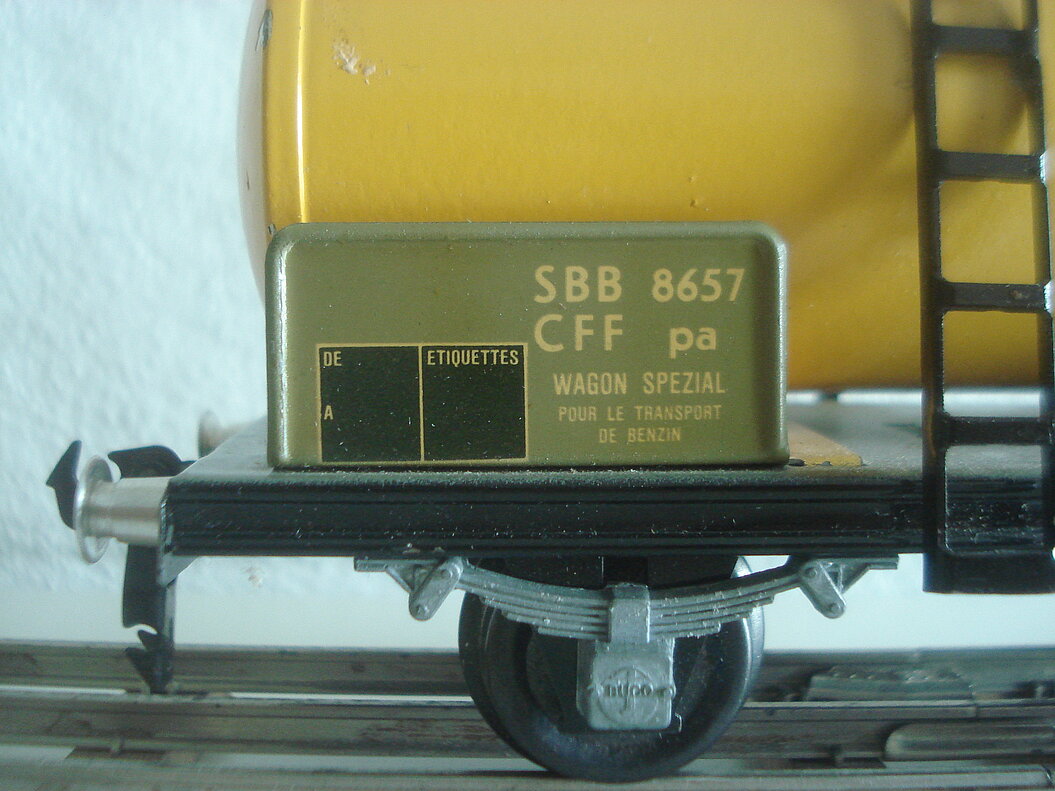 SBB 8657
CFF pa
WAGON SPEZIAL
POUR LE TRANSPORT
DE BENZIN
DE
A
ETIQUETTES